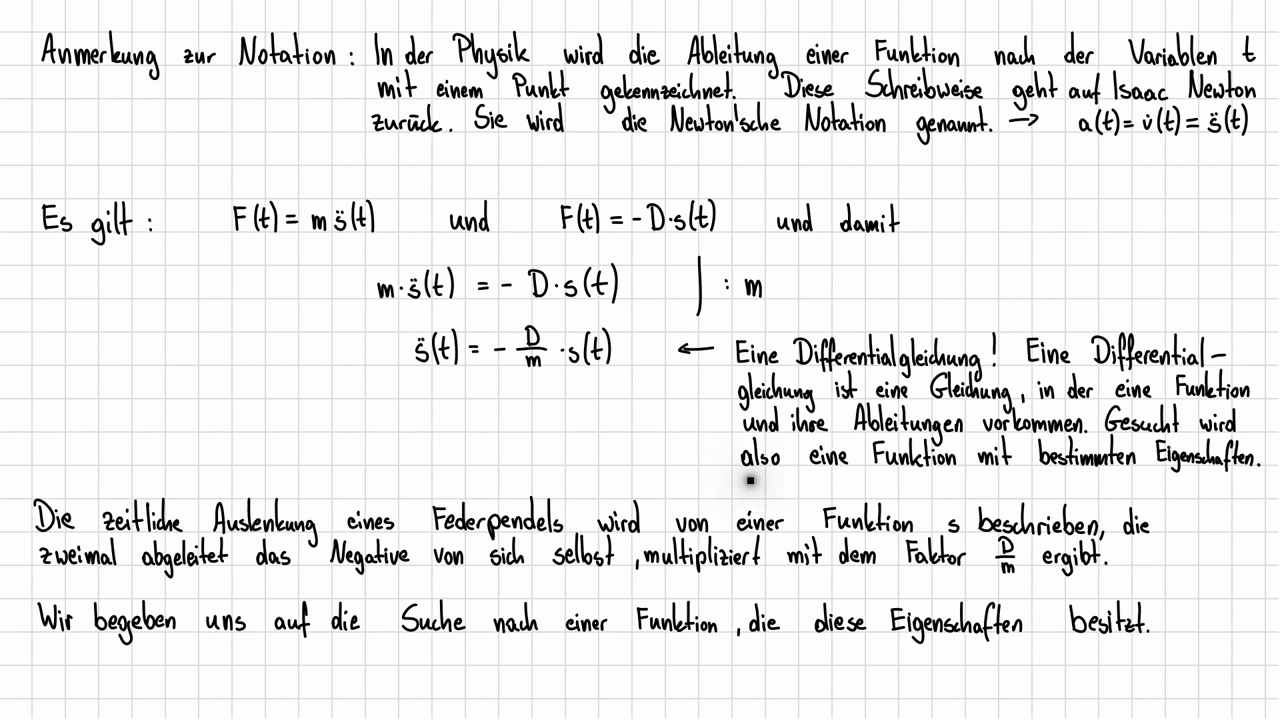 Anmerkung zur Notation : In der Physik wird die Ableitung einer Funktion nach der Variablen t
mit einem Punkt gekennzeichnet. Diese Schreibweise geht auf Isaac Newton
zurück. Sie wird die Newton'sche Notation genannt. → a(t) = v̇(t) = s̈(t)
Es gilt : F(t) = m s̈(t) und F(t) = - D·s(t) und damit
m·s̈(t) = - D·s(t) | : m
s̈(t) = - D/m ·s(t) ← Eine Differentialgleichung! Eine Differential-
gleichung ist eine Gleichung, in der eine Funktion
und ihre Ableitungen vorkommen. Gesucht wird
also eine Funktion mit bestimmten Eigenschaften.
Die zeitliche Auslenkung eines Federpendels wird von einer Funktion s beschrieben, die
zweimal abgeleitet das Negative von sich selbst, multipliziert mit dem Faktor D/m ergibt.
Wir begeben uns auf die Suche nach einer Funktion, die diese Eigenschaften besitzt.